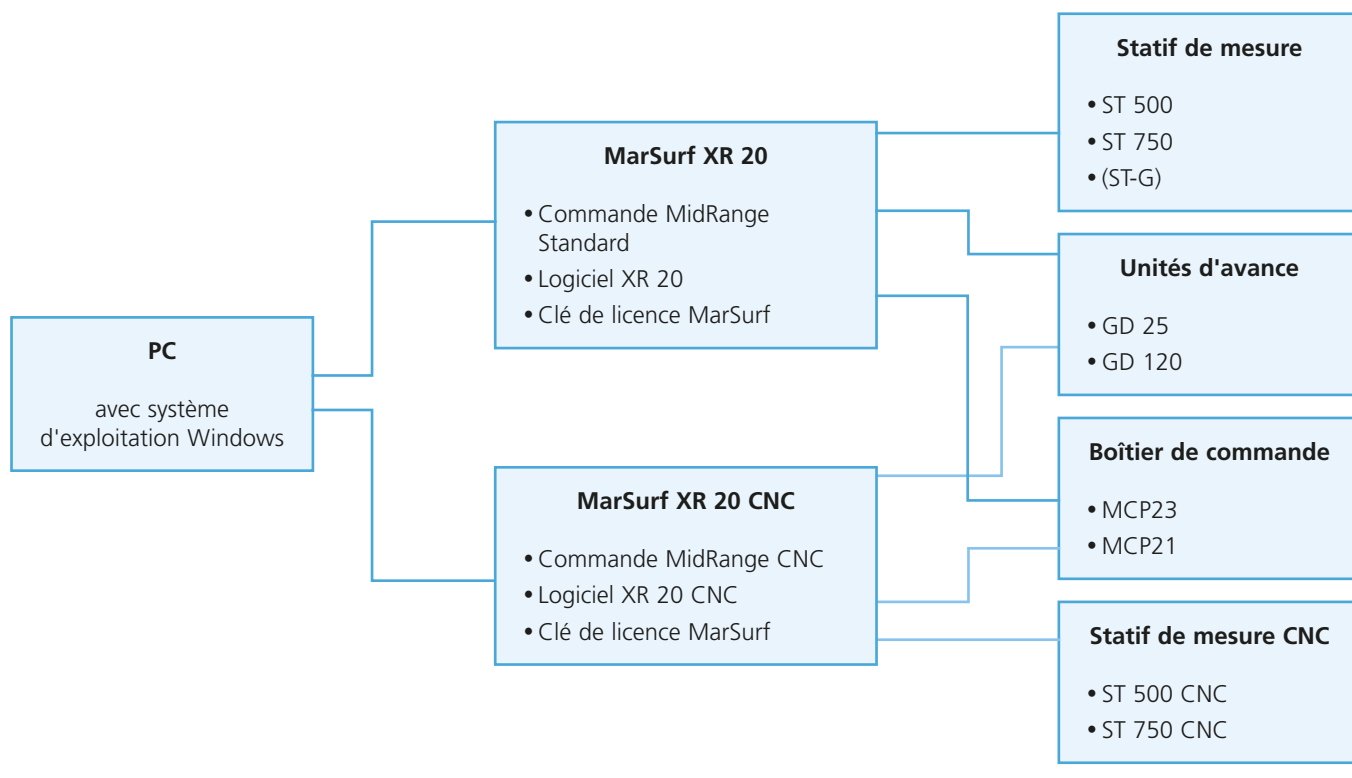 PC
avec système
d'exploitation Windows
MarSurf XR 20
• Commande MidRange
Standard
• Logiciel XR 20
• Clé de licence MarSurf
MarSurf XR 20 CNC
• Commande MidRange CNC
• Logiciel XR 20 CNC
• Clé de licence MarSurf
Statif de mesure
• ST 500
• ST 750
• (ST-G)
Unités d'avance
• GD 25
• GD 120
Boîtier de commande
• MCP23
• MCP21
Statif de mesure CNC
• ST 500 CNC
• ST 750 CNC